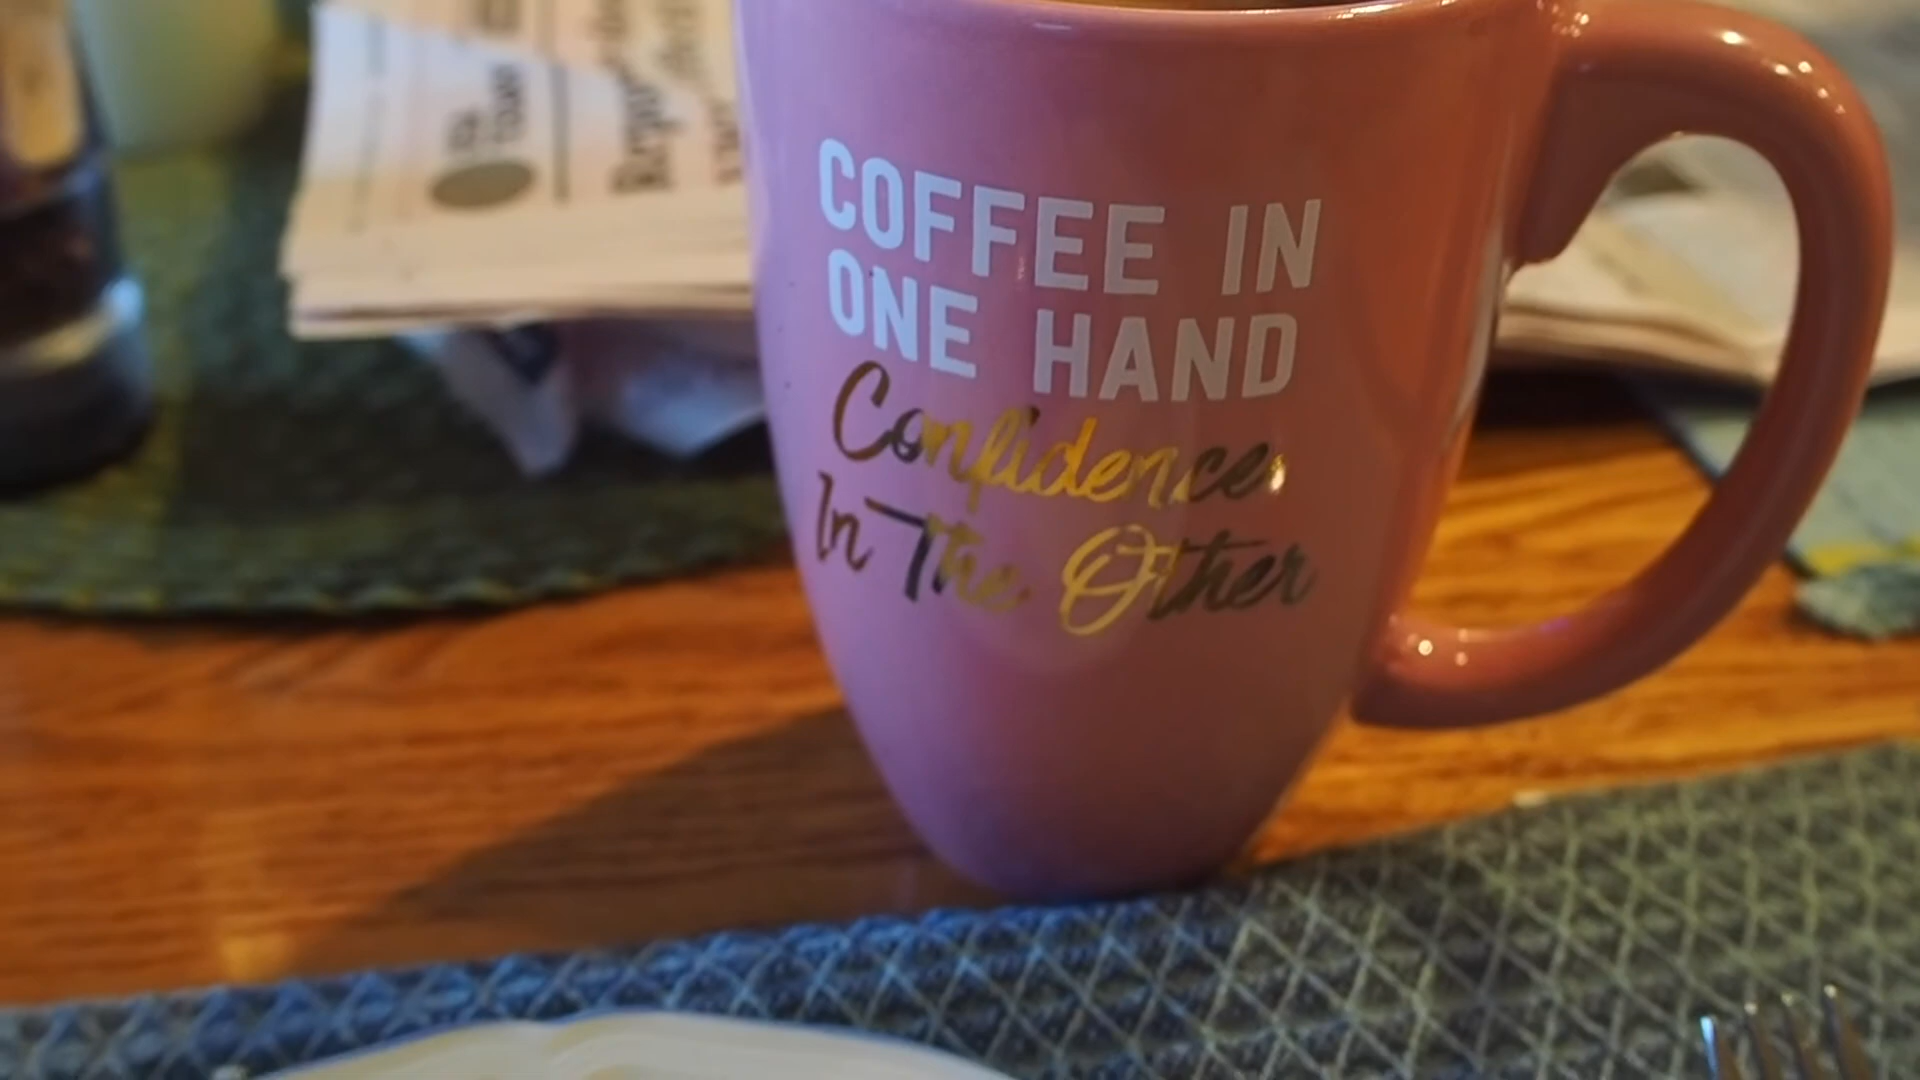 COFFEE IN
ONE HAND
Confidence
In The Other